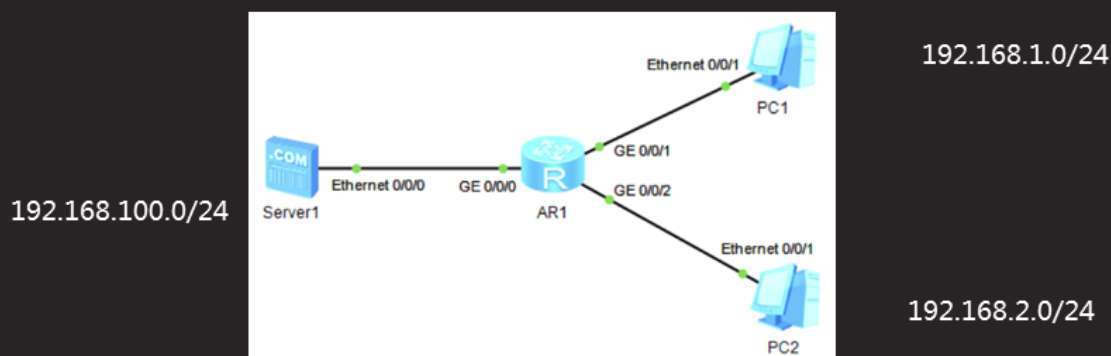 192.168.1.0/24
Ethernet 0/0/1
PC1
.COM
Ethernet 0/0/0
GE 0/0/0
GE 0/0/1
R
GE 0/0/2
192.168.100.0/24
Server1
AR1
Ethernet 0/0/1
192.168.2.0/24
PC2